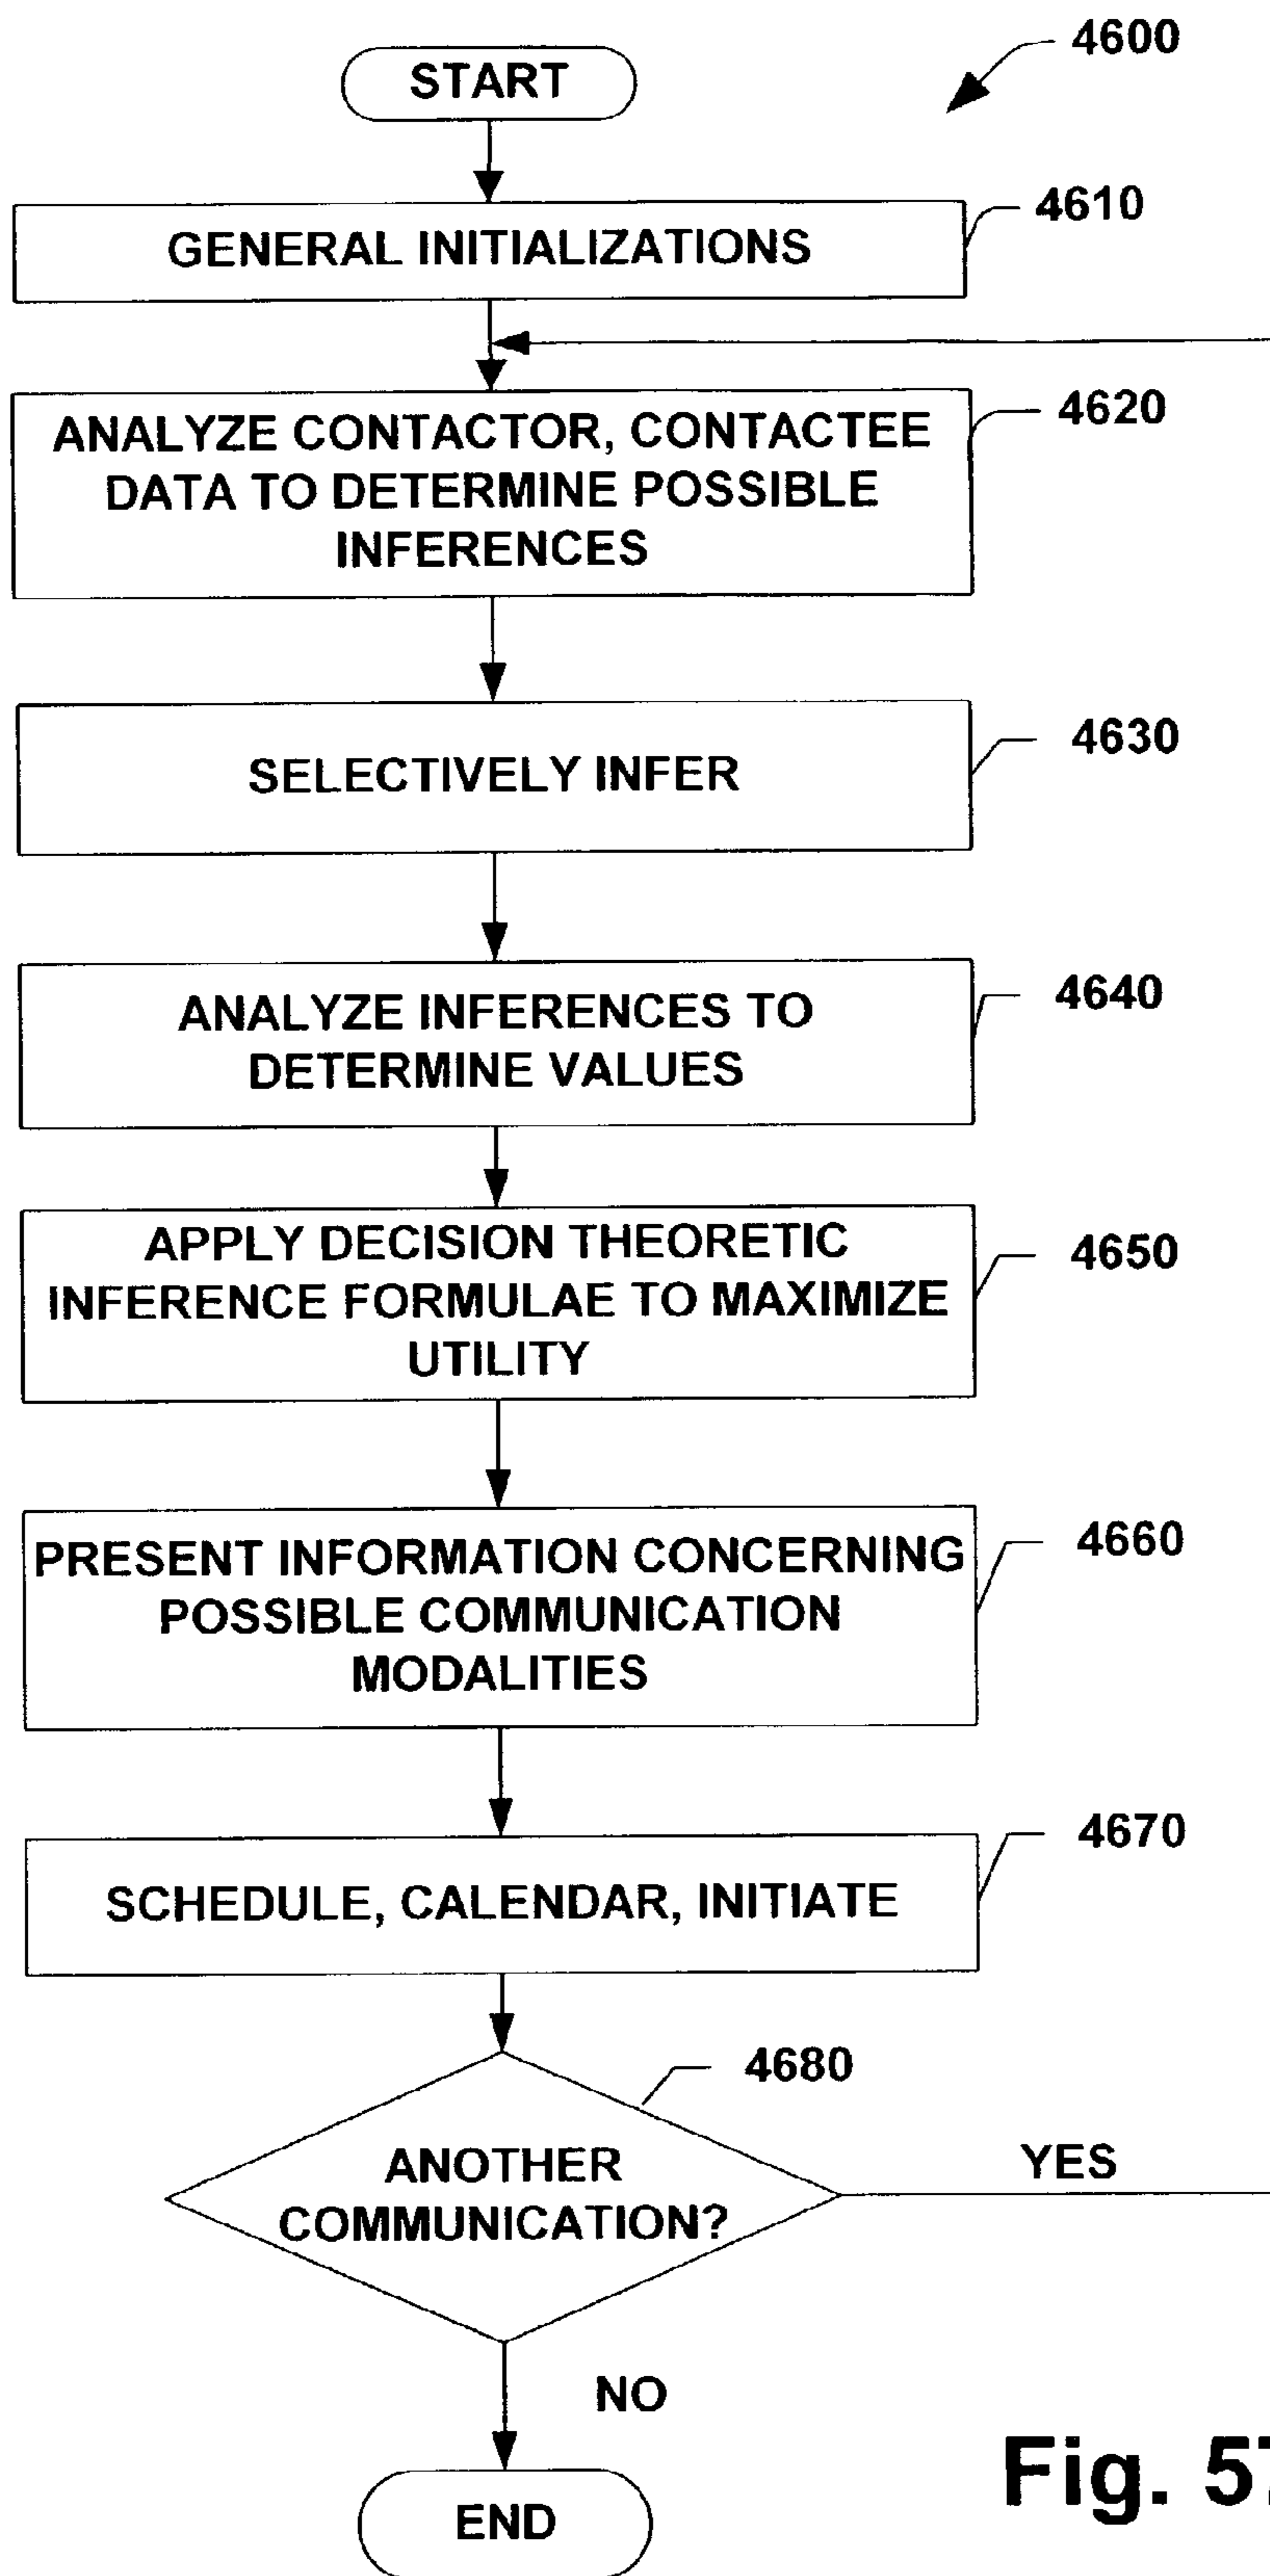 START
4600
GENERAL INITIALIZATIONS
4610
ANALYZE CONTACTOR, CONTACTEE
DATA TO DETERMINE POSSIBLE
INFERENCES
4620
SELECTIVELY INFER
4630
ANALYZE INFERENCES TO
DETERMINE VALUES
4640
APPLY DECISION THEORETIC
INFERENCE FORMULAE TO MAXIMIZE
UTILITY
4650
PRESENT INFORMATION CONCERNING
POSSIBLE COMMUNICATION
MODALITIES
4660
SCHEDULE, CALENDAR, INITIATE
4670
ANOTHER
COMMUNICATION?
4680
YES
NO
END
Fig. 57